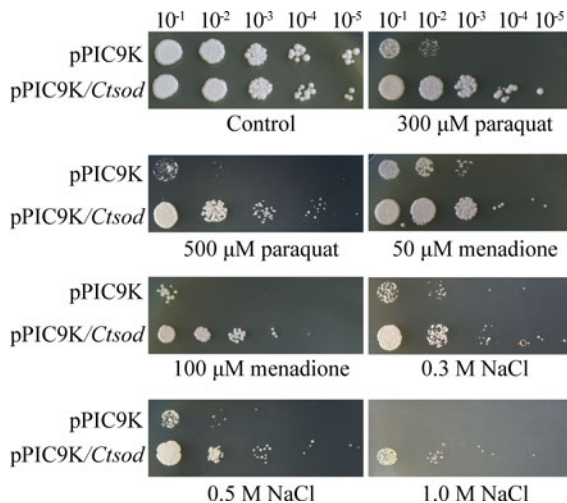 10-1 10-2 10-3 10-4 10-5 10-1 10-2 10-3 10-4 10-5
pPIC9K
pPIC9K/Ctsod
Control 300 μM paraquat
pPIC9K
pPIC9K/Ctsod
500 μM paraquat 50 μM menadione
pPIC9K
pPIC9K/Ctsod
100 μM menadione 0.3 M NaCl
pPIC9K
pPIC9K/Ctsod
0.5 M NaCl 1.0 M NaCl